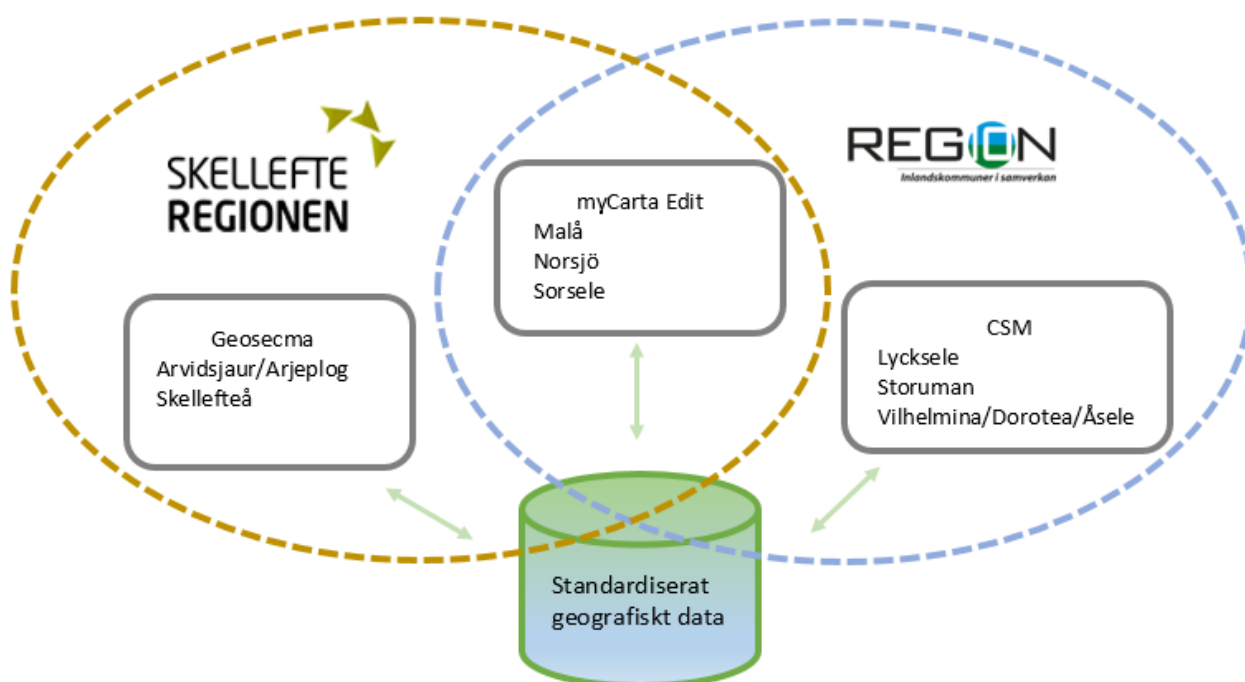 SKELLEFTE
REGIONEN
REGION
Inlandskommuner i samverkan
myCarta Edit
Malå
Norsjö
Sorsele
Geosecma
Arvidsjaur/Arjeplog
Skellefteå
CSM
Lycksele
Storuman
Vilhelmina/Dorotea/Åsele
Standardiserat
geografiskt data